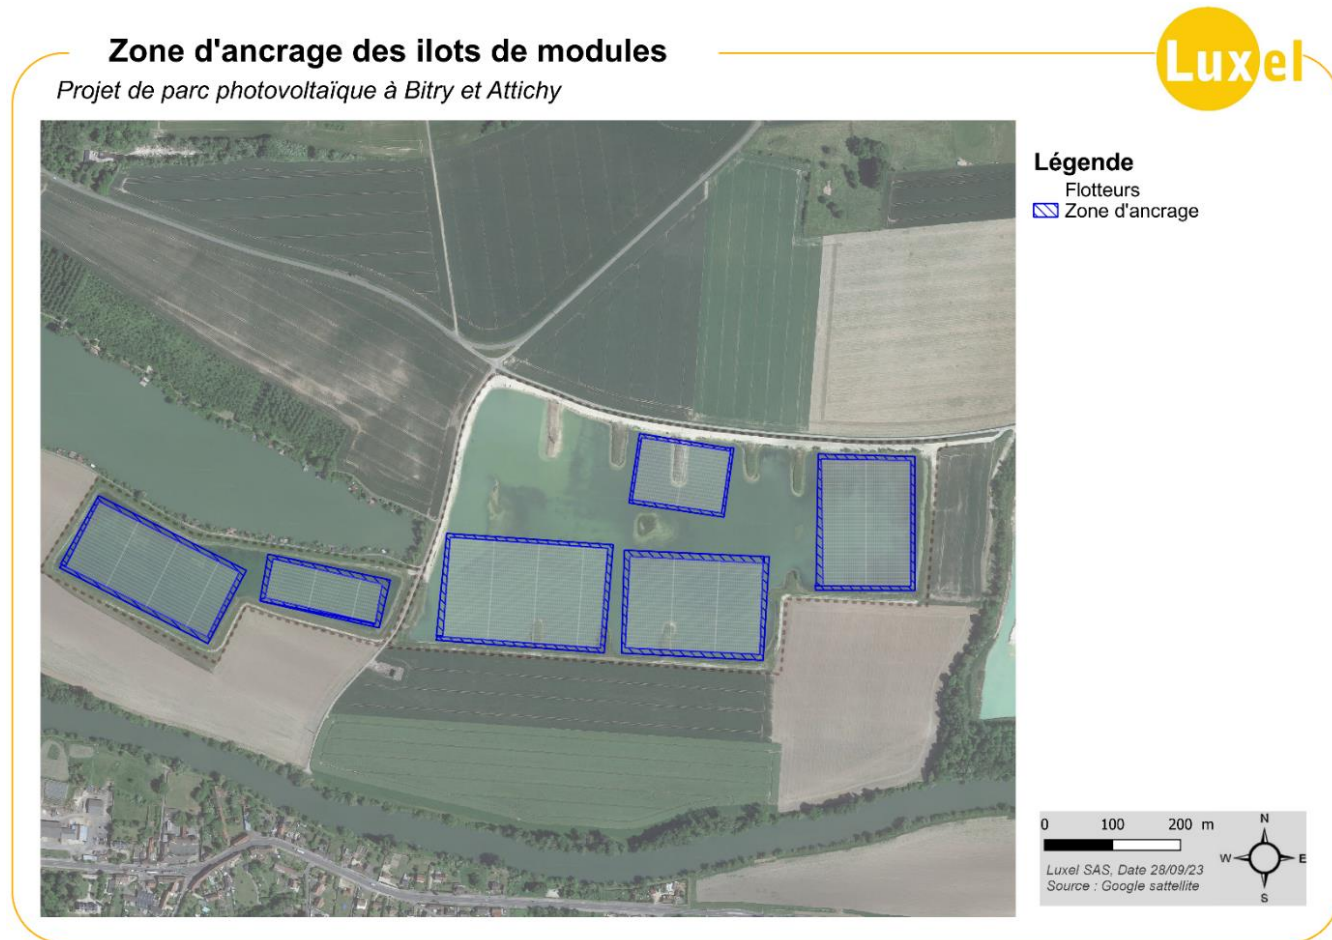 Zone d'ancrage des ilots de modules
Luxel
Projet de parc photovoltaïque à Bitry et Attichy
Légende
Flotteurs
Zone d'ancrage
0 100 200 m
N
W E
S
Luxel SAS, Date 28/09/23
Source : Google sattellite